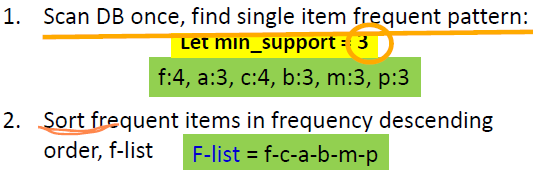 1. Scan DB once, find single item frequent pattern:
Let min_support = 3
f:4, a:3, c:4, b:3, m:3, p:3
2. Sort frequent items in frequency descending
order, f-list
F-list = f-c-a-b-m-p